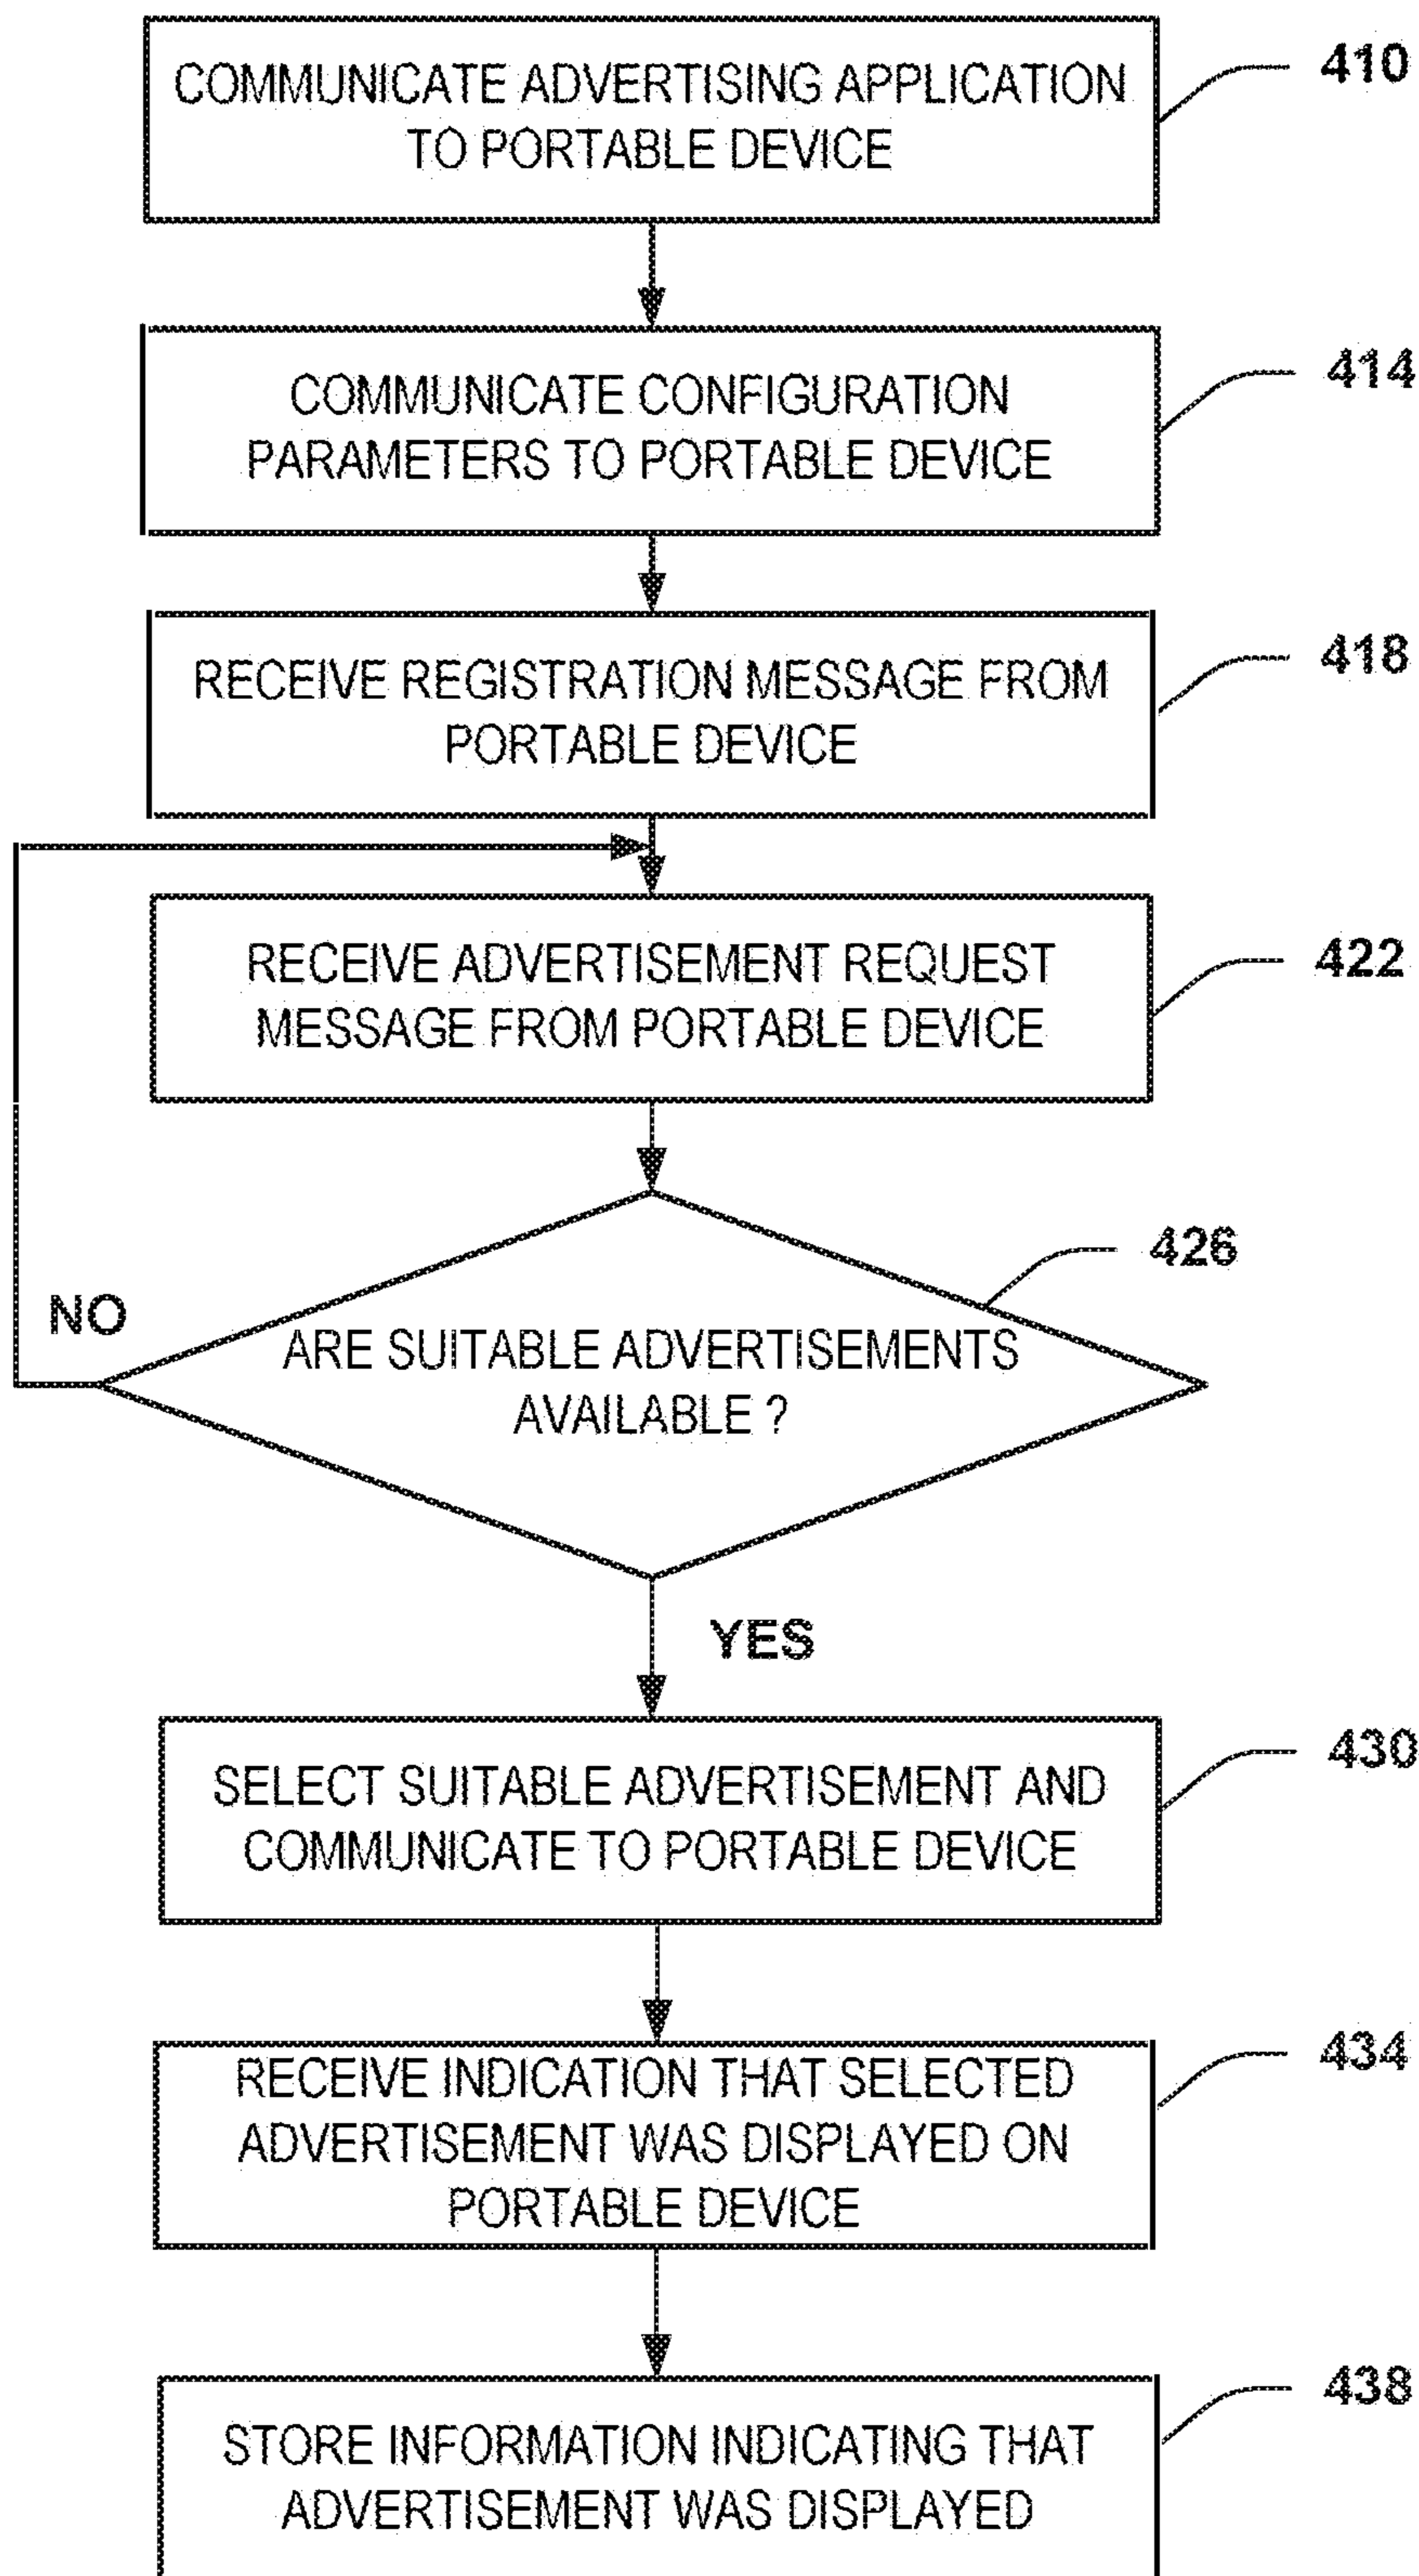 COMMUNICATE ADVERTISING APPLICATION
TO PORTABLE DEVICE
410
COMMUNICATE CONFIGURATION
PARAMETERS TO PORTABLE DEVICE
414
RECEIVE REGISTRATION MESSAGE FROM
PORTABLE DEVICE
418
RECEIVE ADVERTISEMENT REQUEST
MESSAGE FROM PORTABLE DEVICE
422
426
NO
ARE SUITABLE ADVERTISEMENTS
AVAILABLE ?
YES
SELECT SUITABLE ADVERTISEMENT AND
COMMUNICATE TO PORTABLE DEVICE
430
RECEIVE INDICATION THAT SELECTED
ADVERTISEMENT WAS DISPLAYED ON
PORTABLE DEVICE
434
STORE INFORMATION INDICATING THAT
ADVERTISEMENT WAS DISPLAYED
438